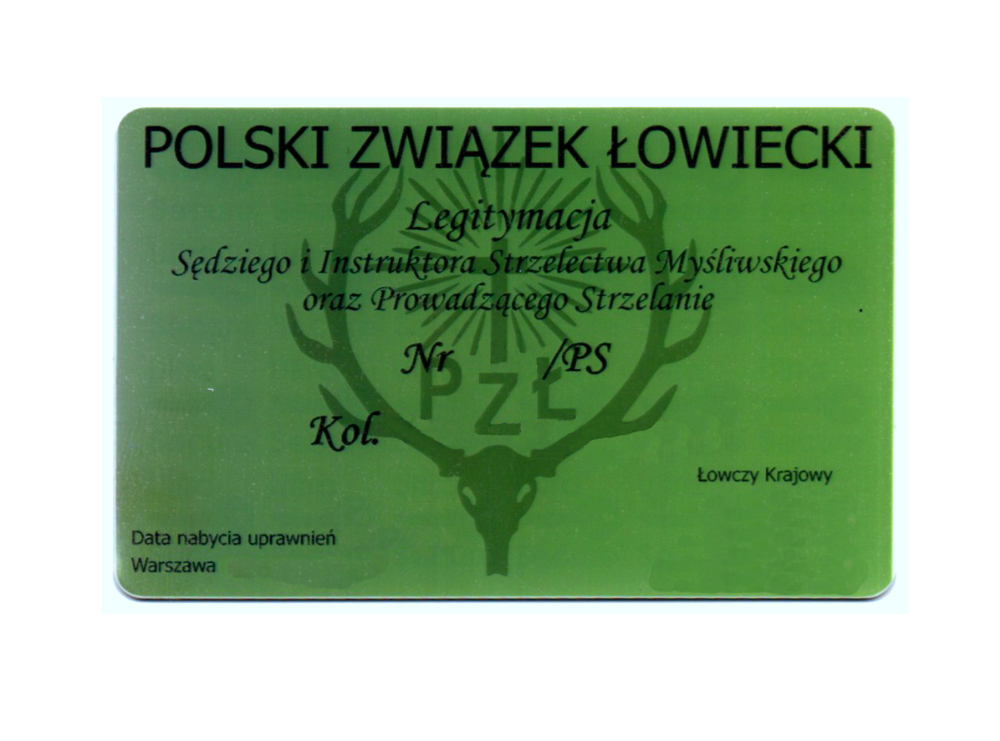 POLSKI ZWIĄZEK ŁOWIECKI
Legitymacja
Sędziego i Instruktora Strzelectwa Myśliwskiego
oraz Prowadzącego Strzelanie
Nr /PS
PZŁ
Kol.
Łowczy Krajowy
Data nabycia uprawnień
Warszawa